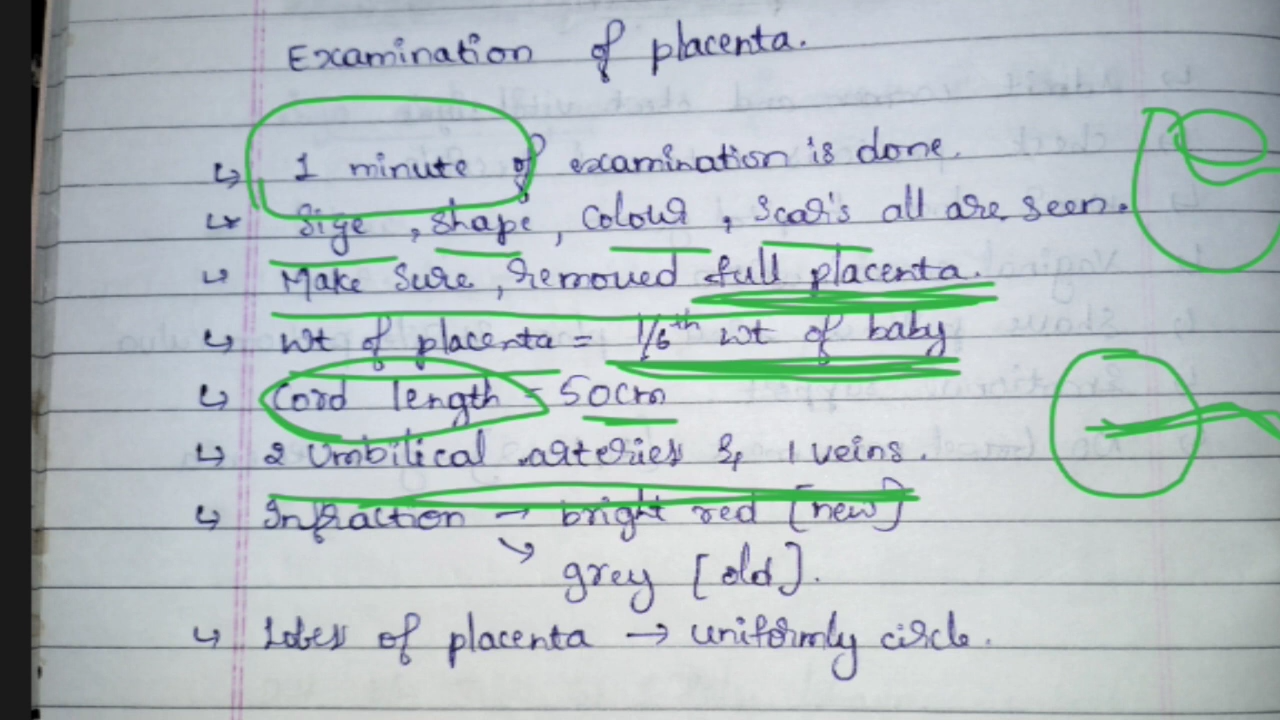 Examination of placenta.
↳ 1 minute of examination is done.
↳ Size, shape, colour, scar's all are seen.
↳ Make sure, removed full placenta.
↳ wt of placenta = 1/6th wt of baby
↳ Cord length = 50cm
↳ 2 Umbilical arteries & 1 veins.
↳ Infraction → bright red [new]
↘ grey [old].
↳ Lobes of placenta → uniformly circle.